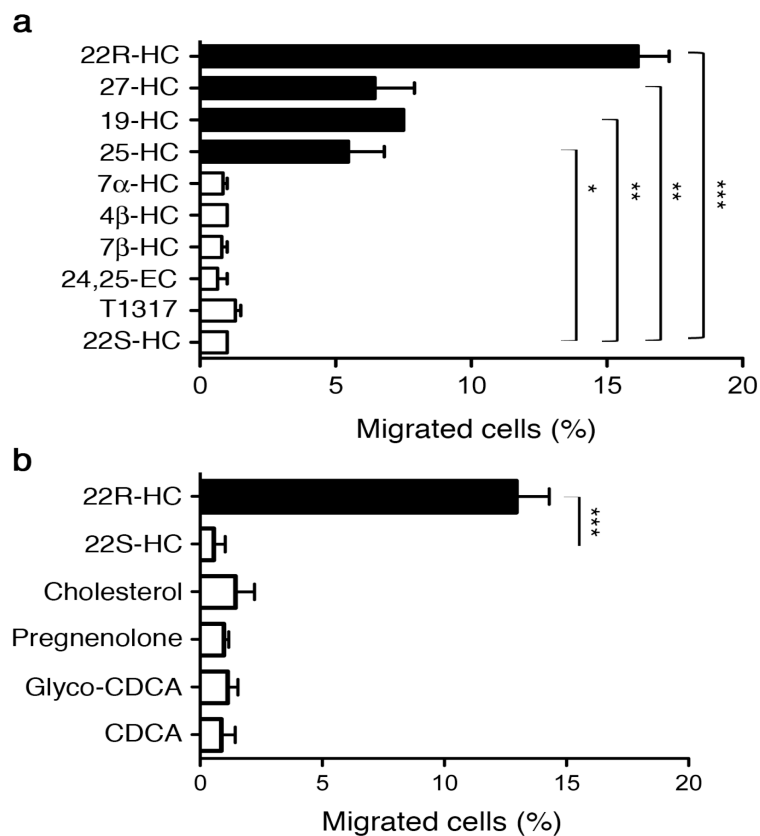 a
22R-HC
27-HC
19-HC
25-HC
7α-HC
4β-HC
7β-HC
24,25-EC
T1317
22S-HC
* ** ** ***
0 5 10 15 20
Migrated cells (%)
b
22R-HC
22S-HC
Cholesterol
Pregnenolone
Glyco-CDCA
CDCA
***
0 5 10 15 20
Migrated cells (%)